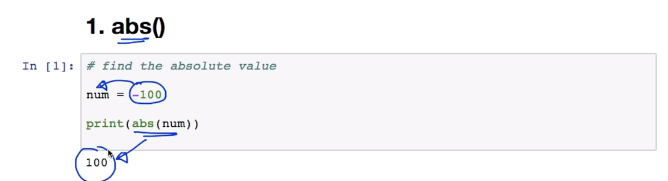 1. abs()
In [1]: # find the absolute value
num = -100
print(abs(num))
100